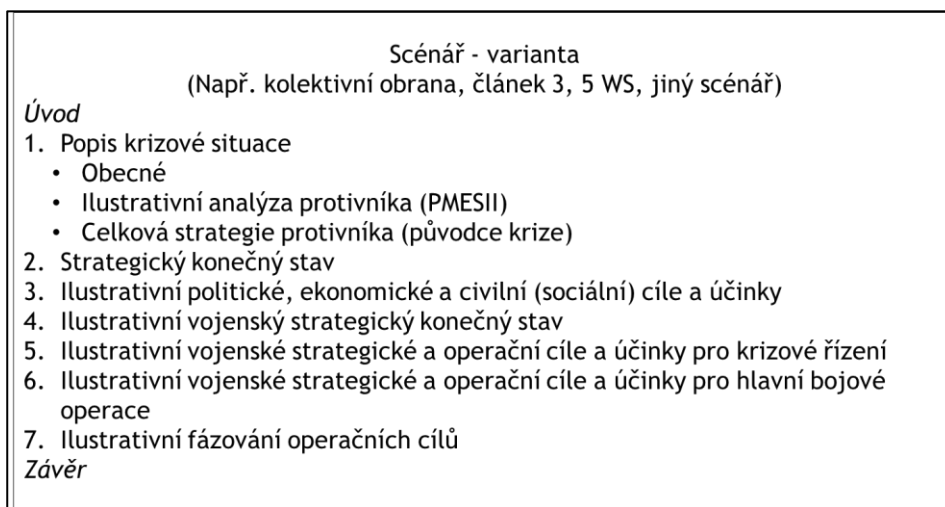 Scénář - varianta
(Např. kolektivní obrana, článek 3, 5 WS, jiný scénář)
Úvod
1. Popis krizové situace
• Obecné
• Ilustrativní analýza protivníka (PMESII)
• Celková strategie protivníka (původce krize)
2. Strategický konečný stav
3. Ilustrativní politické, ekonomické a civilní (sociální) cíle a účinky
4. Ilustrativní vojenský strategický konečný stav
5. Ilustrativní vojenské strategické a operační cíle a účinky pro krizové řízení
6. Ilustrativní vojenské strategické a operační cíle a účinky pro hlavní bojové
operace
7. Ilustrativní fázování operačních cílů
Závěr